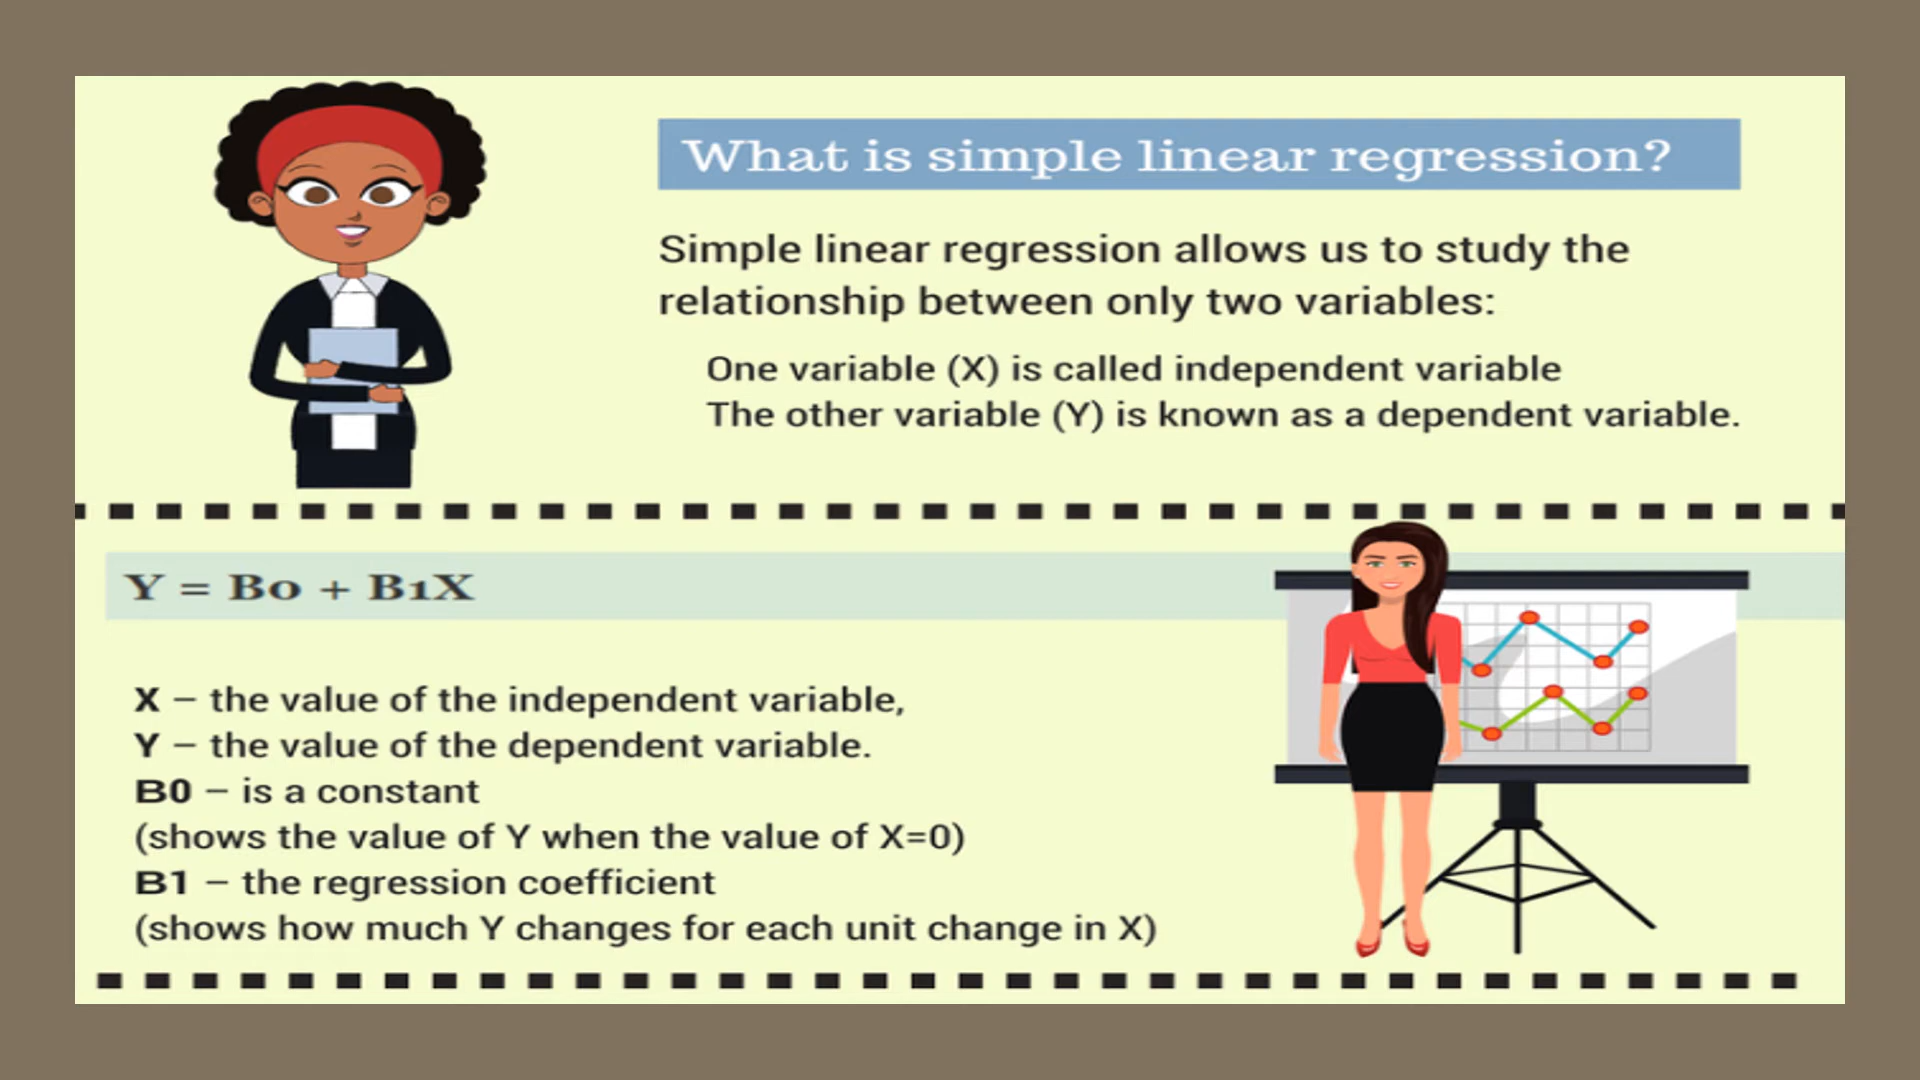 What is simple linear regression?
Simple linear regression allows us to study the
relationship between only two variables:
One variable (X) is called independent variable
The other variable (Y) is known as a dependent variable.
Y = B0 + B1X
X – the value of the independent variable,
Y – the value of the dependent variable.
B0 – is a constant
(shows the value of Y when the value of X=0)
B1 – the regression coefficient
(shows how much Y changes for each unit change in X)